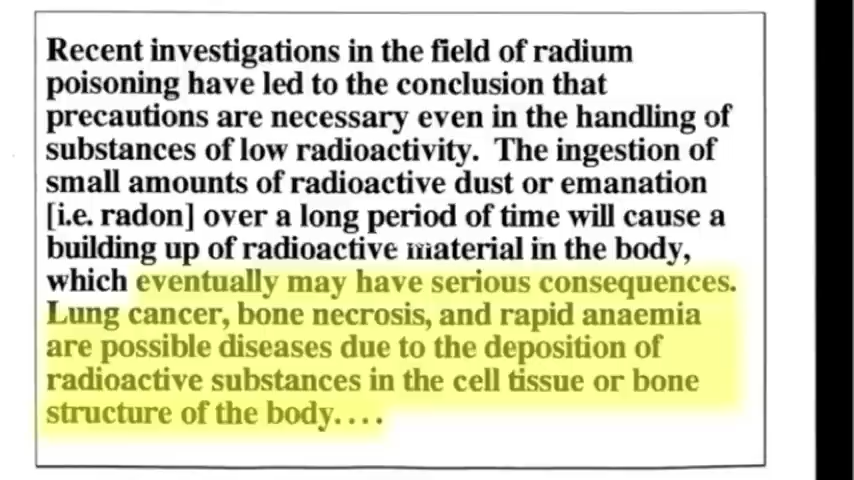 Recent investigations in the field of radium
poisoning have led to the conclusion that
precautions are necessary even in the handling of
substances of low radioactivity. The ingestion of
small amounts of radioactive dust or emanation
[i.e. radon] over a long period of time will cause a
building up of radioactive material in the body,
which eventually may have serious consequences.
Lung cancer, bone necrosis, and rapid anaemia
are possible diseases due to the deposition of
radioactive substances in the cell tissue or bone
structure of the body....